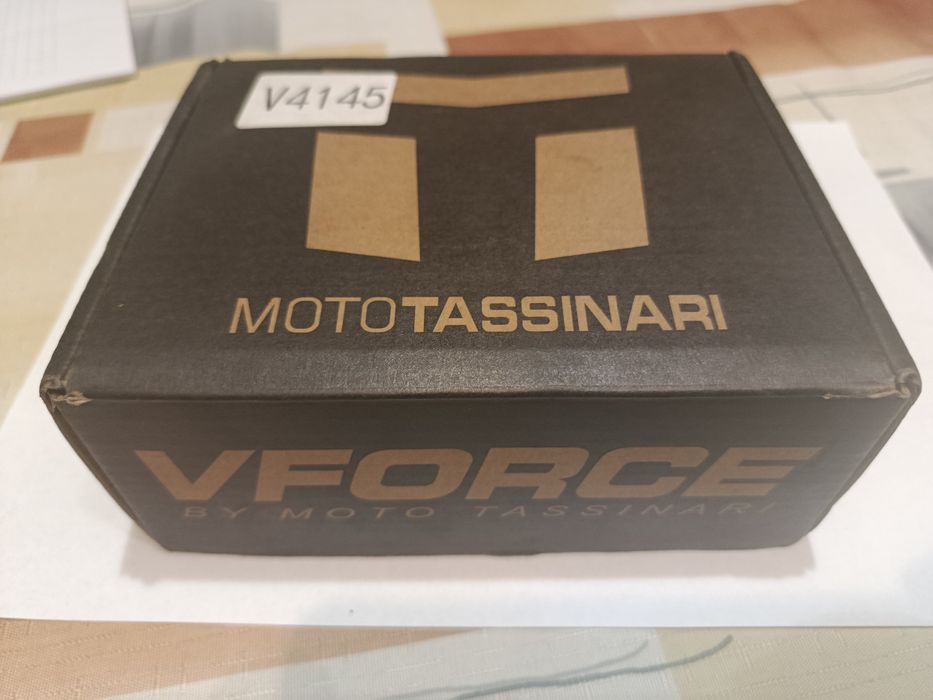 V4145
MOTOTASSINARI
VFORCE
BY MOTO TASSINARI